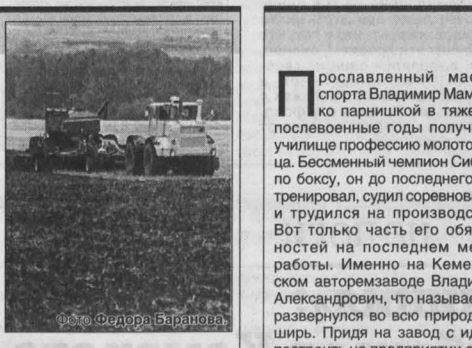 Фото Федора Баранова.
Прославленный мас
спорта Владимир Мам
ко парнишкой в тяже
послевоенные годы получ
училище профессию молото
ца. Бессменный чемпион Сиб
по боксу, он до последнего
тренировал, судил соревнова
и трудился на производс
Вот только часть его обя
ностей на последнем ме
работы. Именно на Кеме
ском авторемзаводе Влади
Александрович, что называе
развернулся во всю природ
ширь. Придя на завод с ид